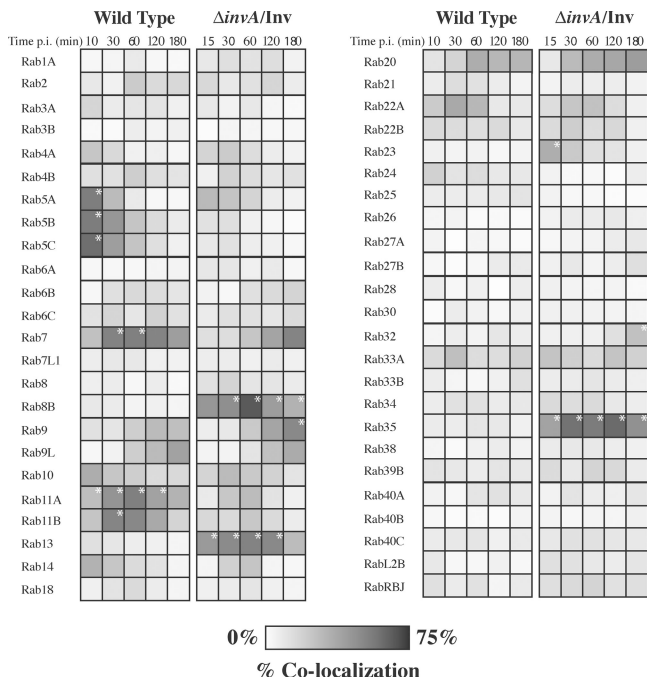 Wild Type ΔinvA/Inv
Time p.i. (min) 10 30 60 120 180 15 30 60 120 180
Rab1A
Rab2
Rab3A
Rab3B
Rab4A
Rab4B
Rab5A *
Rab5B *
Rab5C *
Rab6A
Rab6B
Rab6C
Rab7 * *
Rab7L1
Rab8
Rab8B * * * *
Rab9 *
Rab9L
Rab10
Rab11A * * * *
Rab11B *
Rab13 * * * *
Rab14
Rab18
Wild Type ΔinvA/Inv
Time p.i. (min) 10 30 60 120 180 15 30 60 120 180
Rab20
Rab21
Rab22A
Rab22B
Rab23 *
Rab24
Rab25
Rab26
Rab27A
Rab27B
Rab28
Rab30
Rab32 *
Rab33A
Rab33B
Rab34
Rab35 * * * * *
Rab38
Rab39B
Rab40A
Rab40B
Rab40C
RabL2B
RabRBJ
0% 75%
% Co-localization